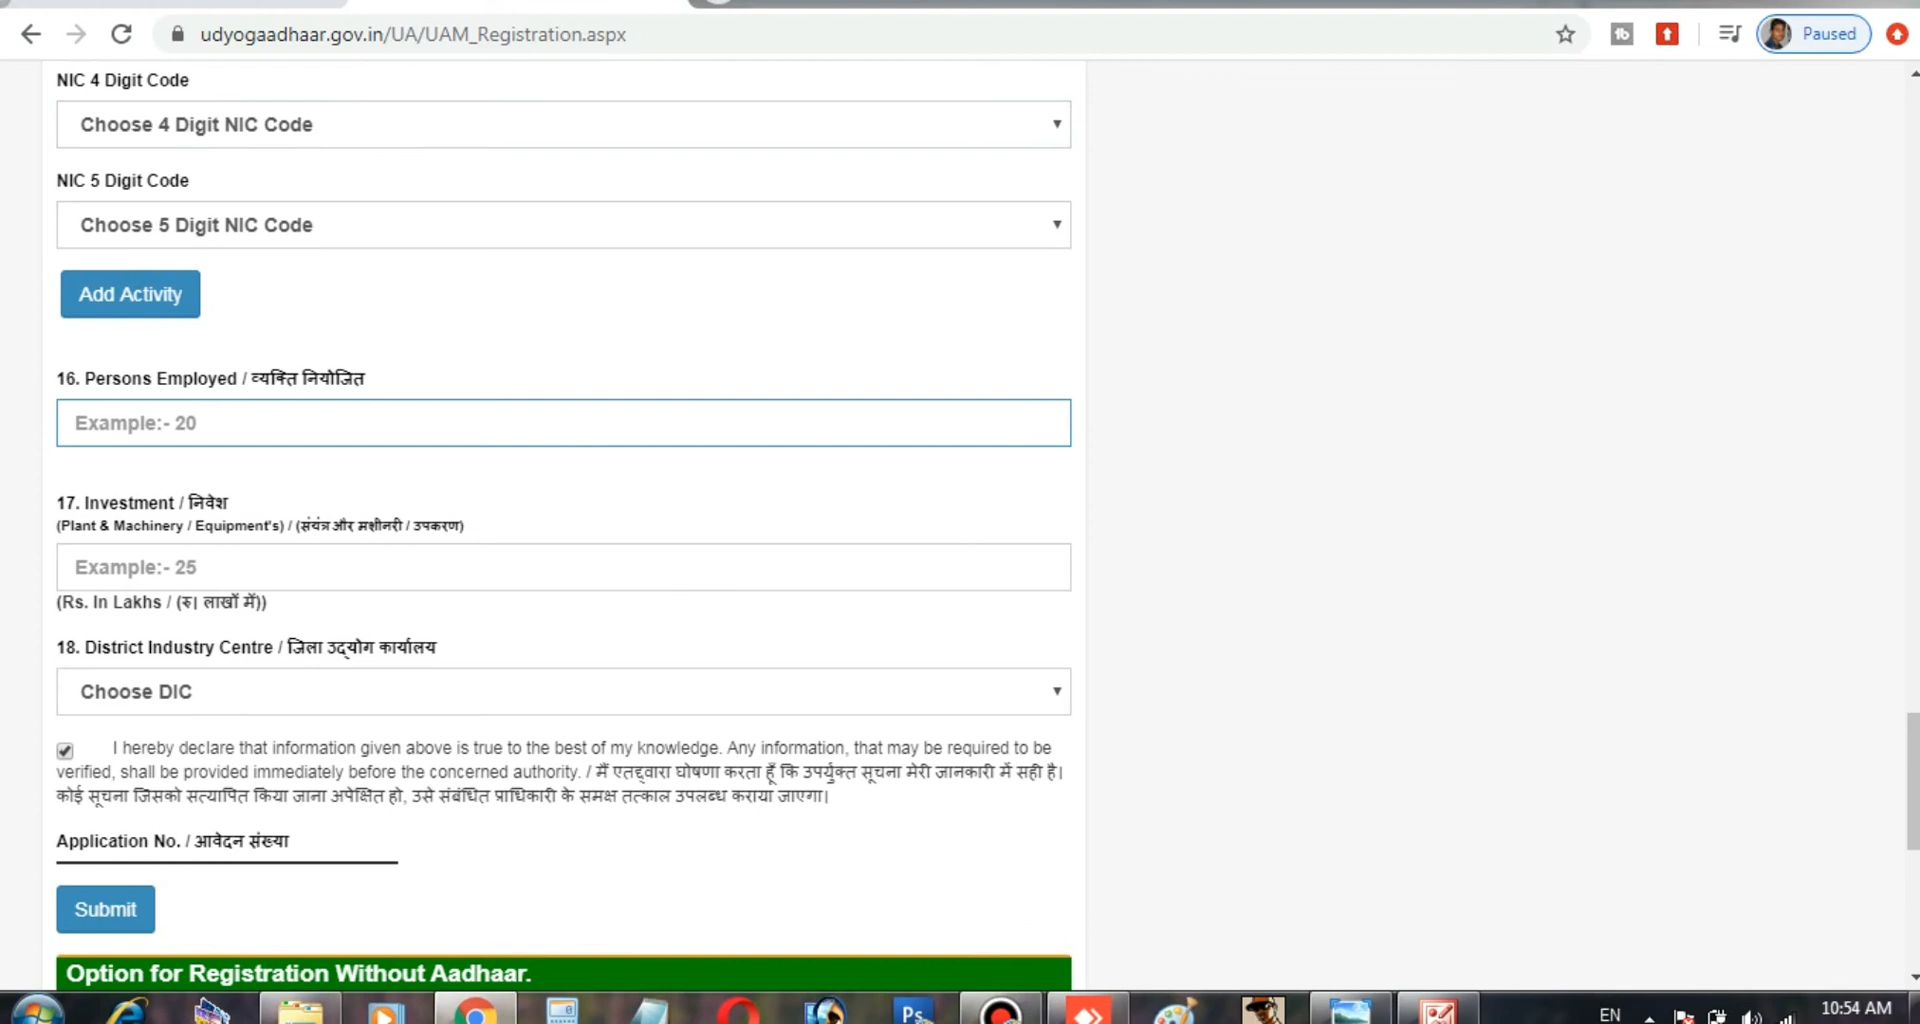 udyogaadhaar.gov.in/UA/UAM_Registration.aspx
Paused
NIC 4 Digit Code
Choose 4 Digit NIC Code
NIC 5 Digit Code
Choose 5 Digit NIC Code
Add Activity
16. Persons Employed / व्यक्ति नियोजित
Example:- 20
17. Investment / निवेश
(Plant & Machinery / Equipment's) / (संयंत्र और मशीनरी / उपकरण)
Example:- 25
(Rs. In Lakhs / (रु। लाखों में))
18. District Industry Centre / जिला उद्योग कार्यालय
Choose DIC
I hereby declare that information given above is true to the best of my knowledge. Any information, that may be required to be
verified, shall be provided immediately before the concerned authority. / मैं एतद्द्वारा घोषणा करता हूँ कि उपर्युक्त सूचना मेरी जानकारी में सही है।
कोई सूचना जिसको सत्यापित किया जाना अपेक्षित हो, उसे संबंधित प्राधिकारी के समक्ष तत्काल उपलब्ध कराया जाएगा।
Application No. / आवेदन संख्या
Submit
Option for Registration Without Aadhaar.
Ps
EN
10:54 AM